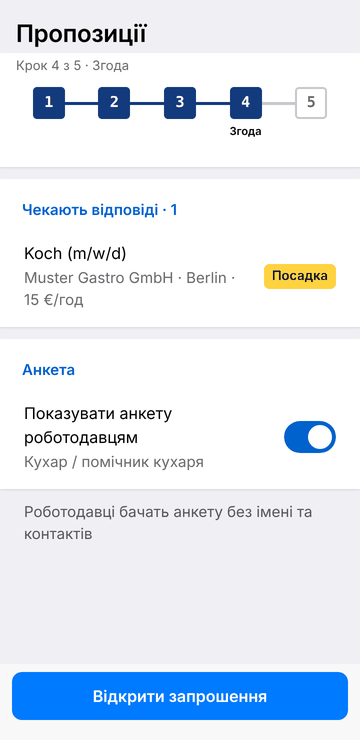 Пропозиції
Крок 4 з 5 · Згода
1 2 3 4 5
Згода
Чекають відповіді · 1
Koch (m/w/d)
Muster Gastro GmbH · Berlin ·
15 €/год
Посадка
Анкета
Показувати анкету
роботодавцям
Кухар / помічник кухаря
Роботодавці бачать анкету без імені та
контактів
Відкрити запрошення